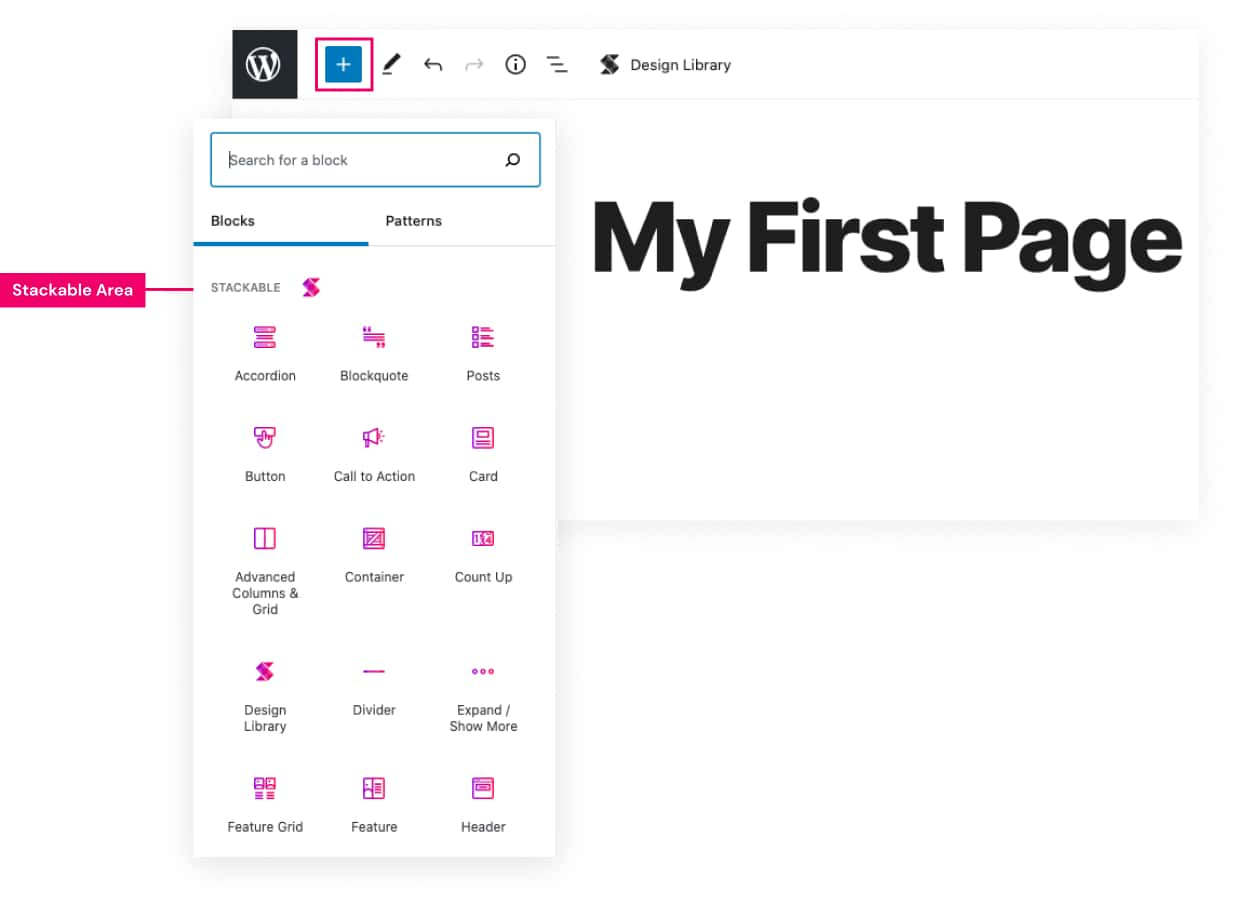 Design Library
Search for a block
Blocks
Patterns
My First Page
Stackable Area
STACKABLE
Accordion
Blockquote
Posts
Button
Call to Action
Card
Advanced
Columns &
Grid
Container
Count Up
Design
Library
Divider
Expand /
Show More
Feature Grid
Feature
Header